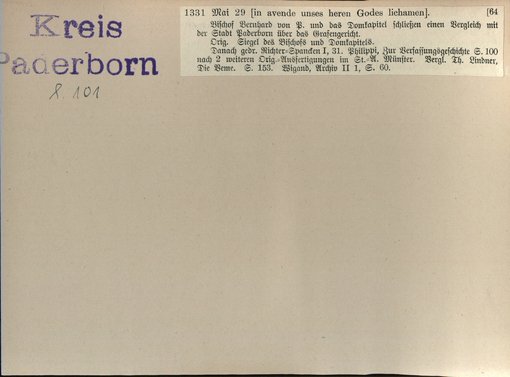 Kreis
Paderborn
S. 101
1331 Mai 29 [in avende unses heren Godes lichamen]. [64
Bischof Bernhard von P. und das Domkapitel schließen einen Vergleich mit
der Stadt Paderborn über das Grafengericht.
Orig. Siegel des Bischofs und Domkapitels.
Danach gedr. Richter-Spancken I, 31. Philippi, Zur Verfassungsgeschichte S. 100
nach 2 weiteren Orig.-Ausfertigungen im St.-A. Münster. Vergl. Th. Lindner,
Die Veme. S. 153. Wigand, Archiv II 1, S. 60.